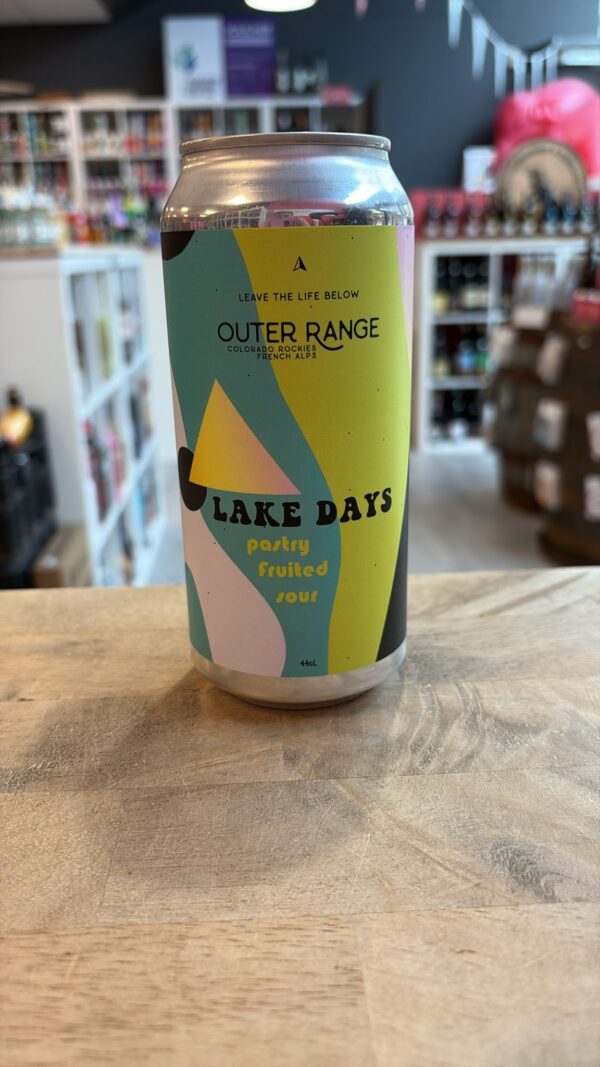 LEAVE THE LIFE BELOW
OUTER RANGE
COLORADO ROCKIES
FRENCH ALPS
LAKE DAYS
pastry
fruited
sour
44cL